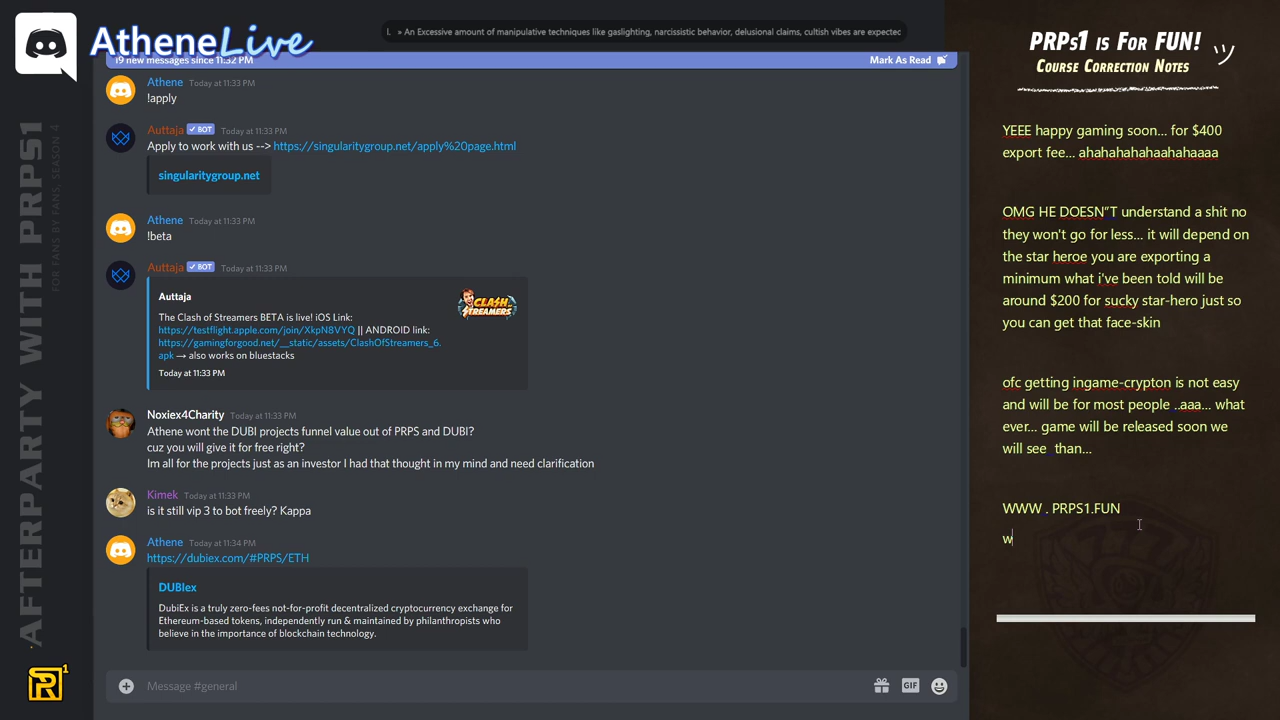 AtheneLive
l. » An Excessive amount of manipulative techniques like gaslighting, narcissistic behavior, delusional claims, cultish vibes are expected
19 new messages since 11:32 PM
Mark As Read
Athene Today at 11:33 PM
!apply
Auttaja BOT Today at 11:33 PM
Apply to work with us --> https://singularitygroup.net/apply%20page.html
singularitygroup.net
Athene Today at 11:33 PM
!beta
Auttaja BOT Today at 11:33 PM
Auttaja
CLASH OF STREAMERS
The Clash of Streamers BETA is live! iOS Link:
https://testflight.apple.com/join/XkpN8VYQ || ANDROID link:
https://gamingforgood.net/__static/assets/ClashOfStreamers_6.
apk → also works on bluestacks
Today at 11:33 PM
Noxiex4Charity Today at 11:33 PM
Athene wont the DUBI projects funnel value out of PRPS and DUBI?
cuz you will give it for free right?
Im all for the projects just as an investor I had that thought in my mind and need clarification
Kimek Today at 11:33 PM
is it still vip 3 to bot freely? Kappa
Athene Today at 11:34 PM
https://dubiex.com/#PRPS/ETH
DUBIex
DubiEx is a truly zero-fees not-for-profit decentralized cryptocurrency exchange for
Ethereum-based tokens, independently run & maintained by philanthropists who
believe in the importance of blockchain technology.
Message #general
GIF
AFTERPARTY WITH PRPS1
FOR FANS BY FANS, SEASON 4
1
PRPS1 IS FOR FUN!
COURSE CORRECTION NOTES
ツ
YEEE happy gaming soon... for $400
export fee... ahahahahahaahahaaaa
OMG HE DOESN"T understand a shit no
they won't go for less... it will depend on
the star heroe you are exporting a
minimum what i've been told will be
around $200 for sucky star-hero just so
you can get that face-skin
ofc getting ingame-crypton is not easy
and will be for most people ..aaa... what
ever... game will be released soon we
will see than...
WWW . PRPS1.FUN
w